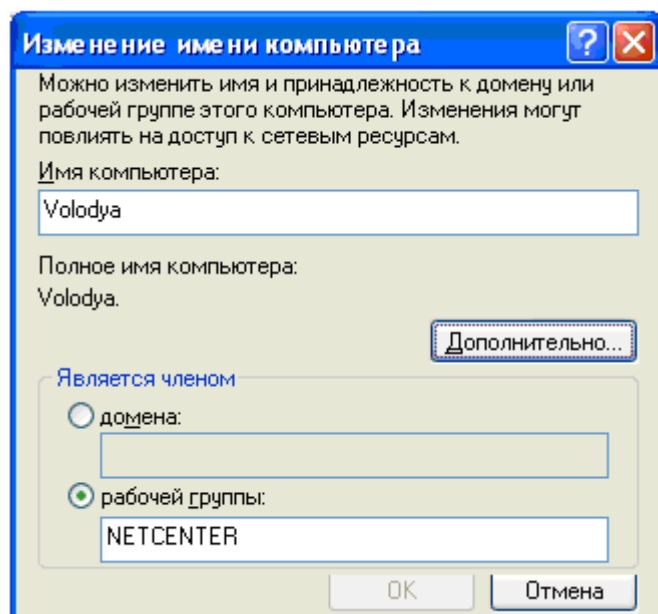 Изменение имени компьютера
Можно изменить имя и принадлежность к домену или
рабочей группе этого компьютера. Изменения могут
повлиять на доступ к сетевым ресурсам.
Имя компьютера:
Volodya
Полное имя компьютера:
Volodya.
Дополнительно...
Является членом
домена:
рабочей группы:
NETCENTER
OK Отмена